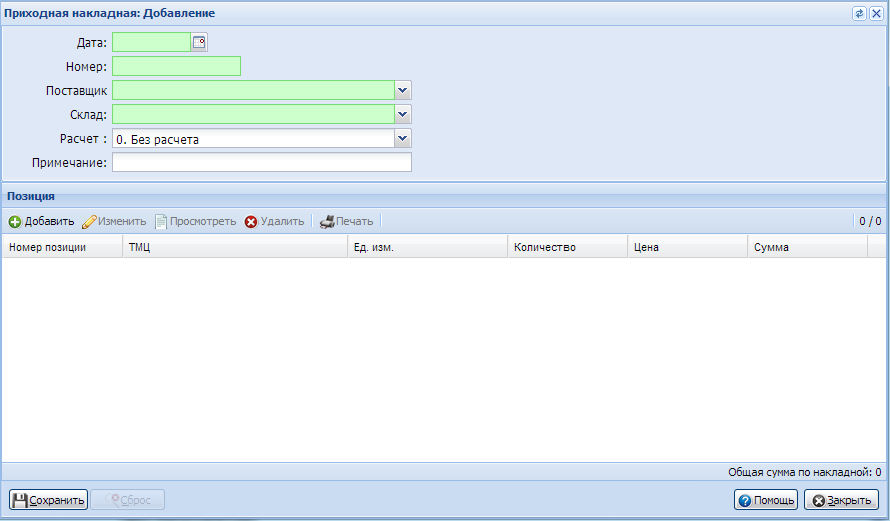 Приходная накладная: Добавление
Дата:
Номер:
Поставщик
Склад:
Расчет : 0. Без расчета
Примечание:
Позиция
Добавить Изменить Просмотреть Удалить Печать 0 / 0
Номер позиции ТМЦ Ед. изм. Количество Цена Сумма
Общая сумма по накладной: 0
Сохранить Сброс Помощь Закрыть